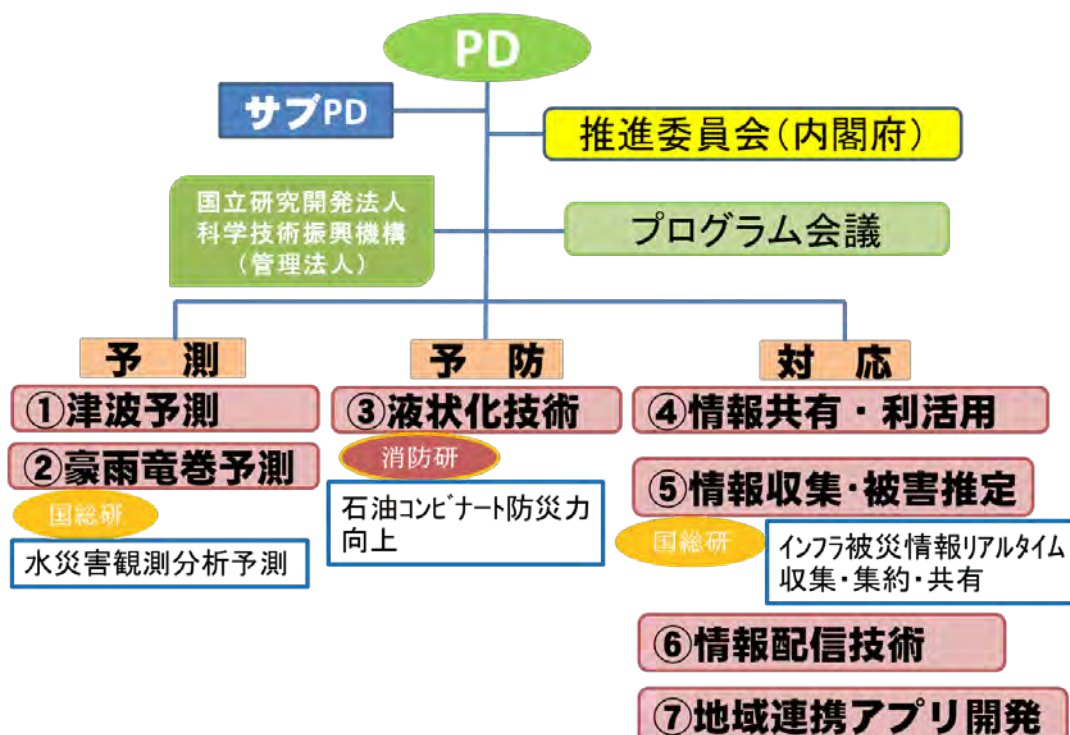 PD
サブPD
推進委員会(内閣府)
国立研究開発法人
科学技術振興機構
(管理法人)
プログラム会議
予 測
①津波予測
②豪雨竜巻予測
国総研
水災害観測分析予測
予 防
③液状化技術
消防研
石油コンビナート防災力
向上
対 応
④情報共有・利活用
⑤情報収集・被害推定
国総研
インフラ被災情報リアルタイム
収集・集約・共有
⑥情報配信技術
⑦地域連携アプリ開発